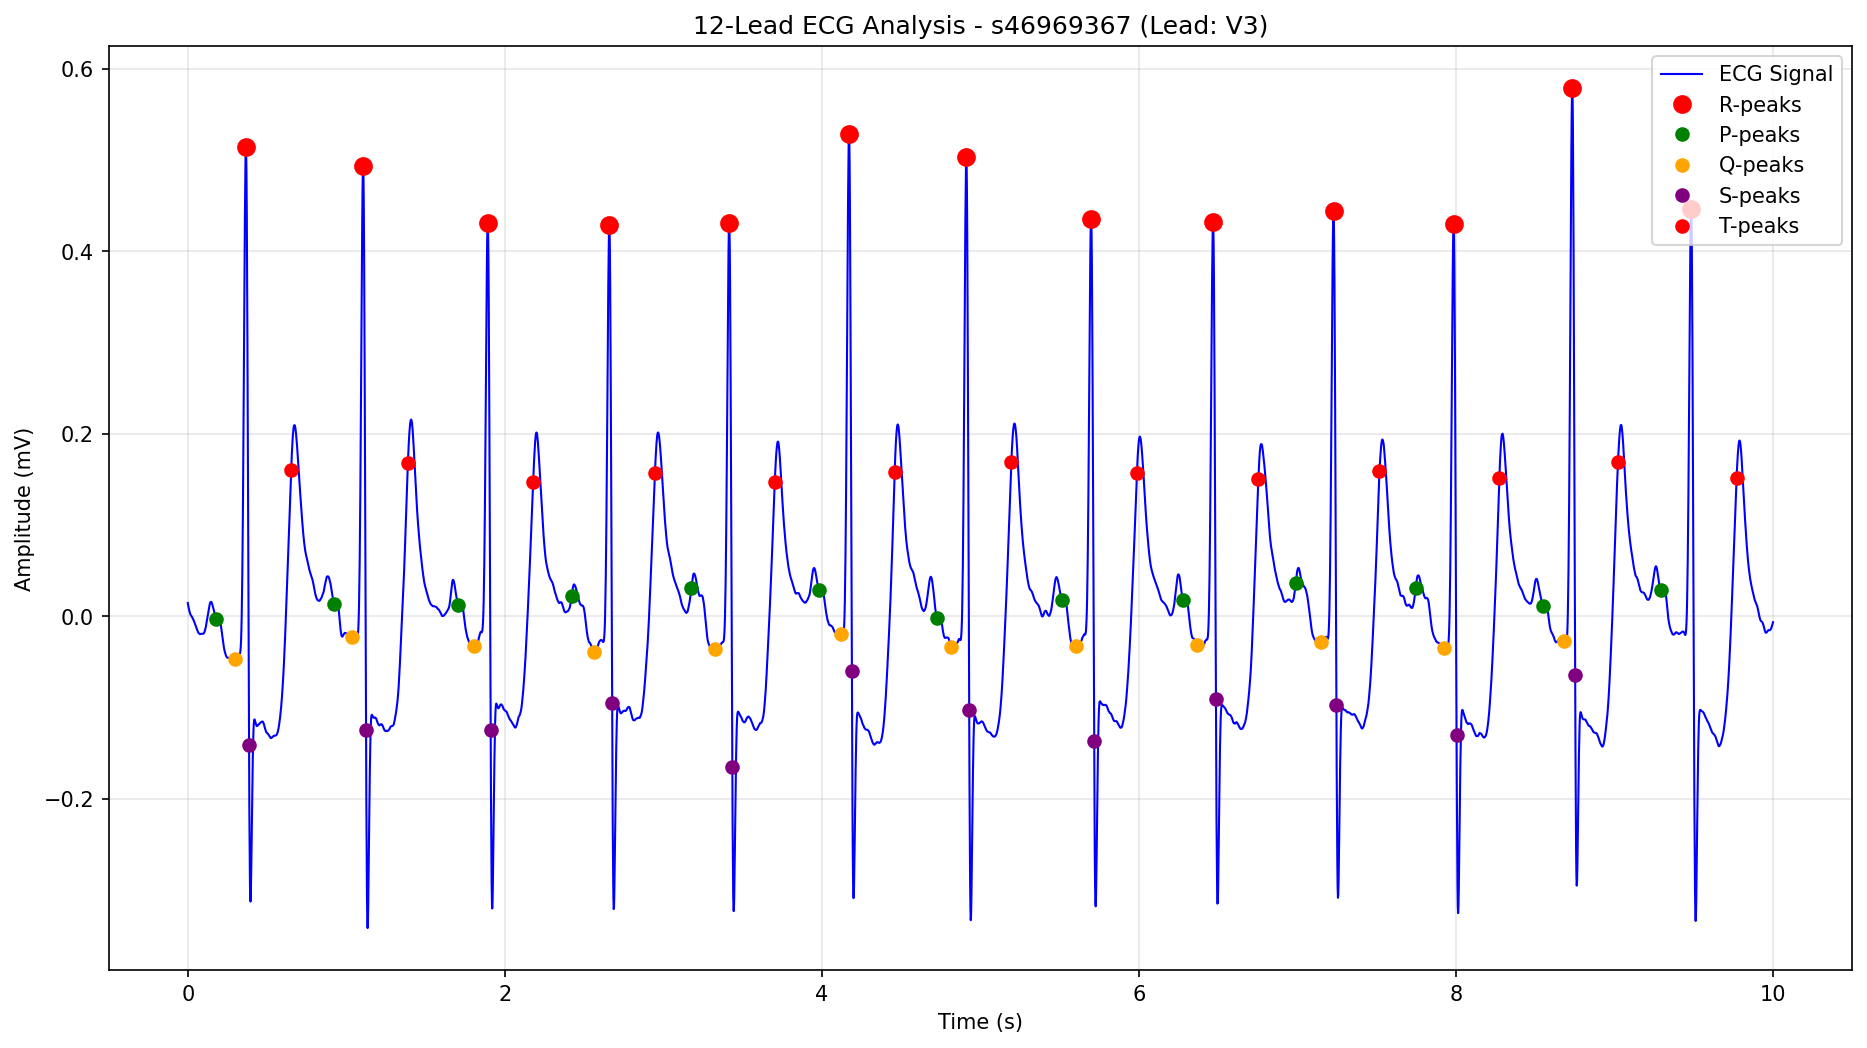 12-Lead ECG Analysis - s46969367 (Lead: V3)
ECG Signal
R-peaks
P-peaks
Q-peaks
S-peaks
T-peaks
Amplitude (mV)
0.6
0.4
0.2
0.0
−0.2
0 2 4 6 8 10
Time (s)